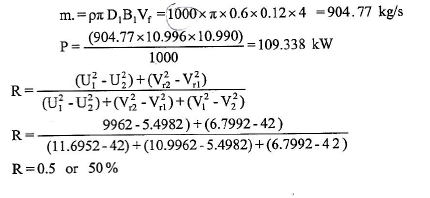 m. = ρπ D₁B₁V_f = 1000×π×0.6×0.12×4 = 904.77 kg/s
P = (904.77×10.996×10.990) / 1000 = 109.338 kW
R = ((U₁² - U₂²) + (V_r2² - V_r1²)) / ((U₁² - U₂²) + (V_r2² - V_r1²) + (V₁² - V₂²))
R = (9962 - 5.4982) + (6.7992 - 42) / (11.6952 - 42) + (10.9962 - 5.4982) + (6.7992 - 4 2)
R = 0.5 or 50%